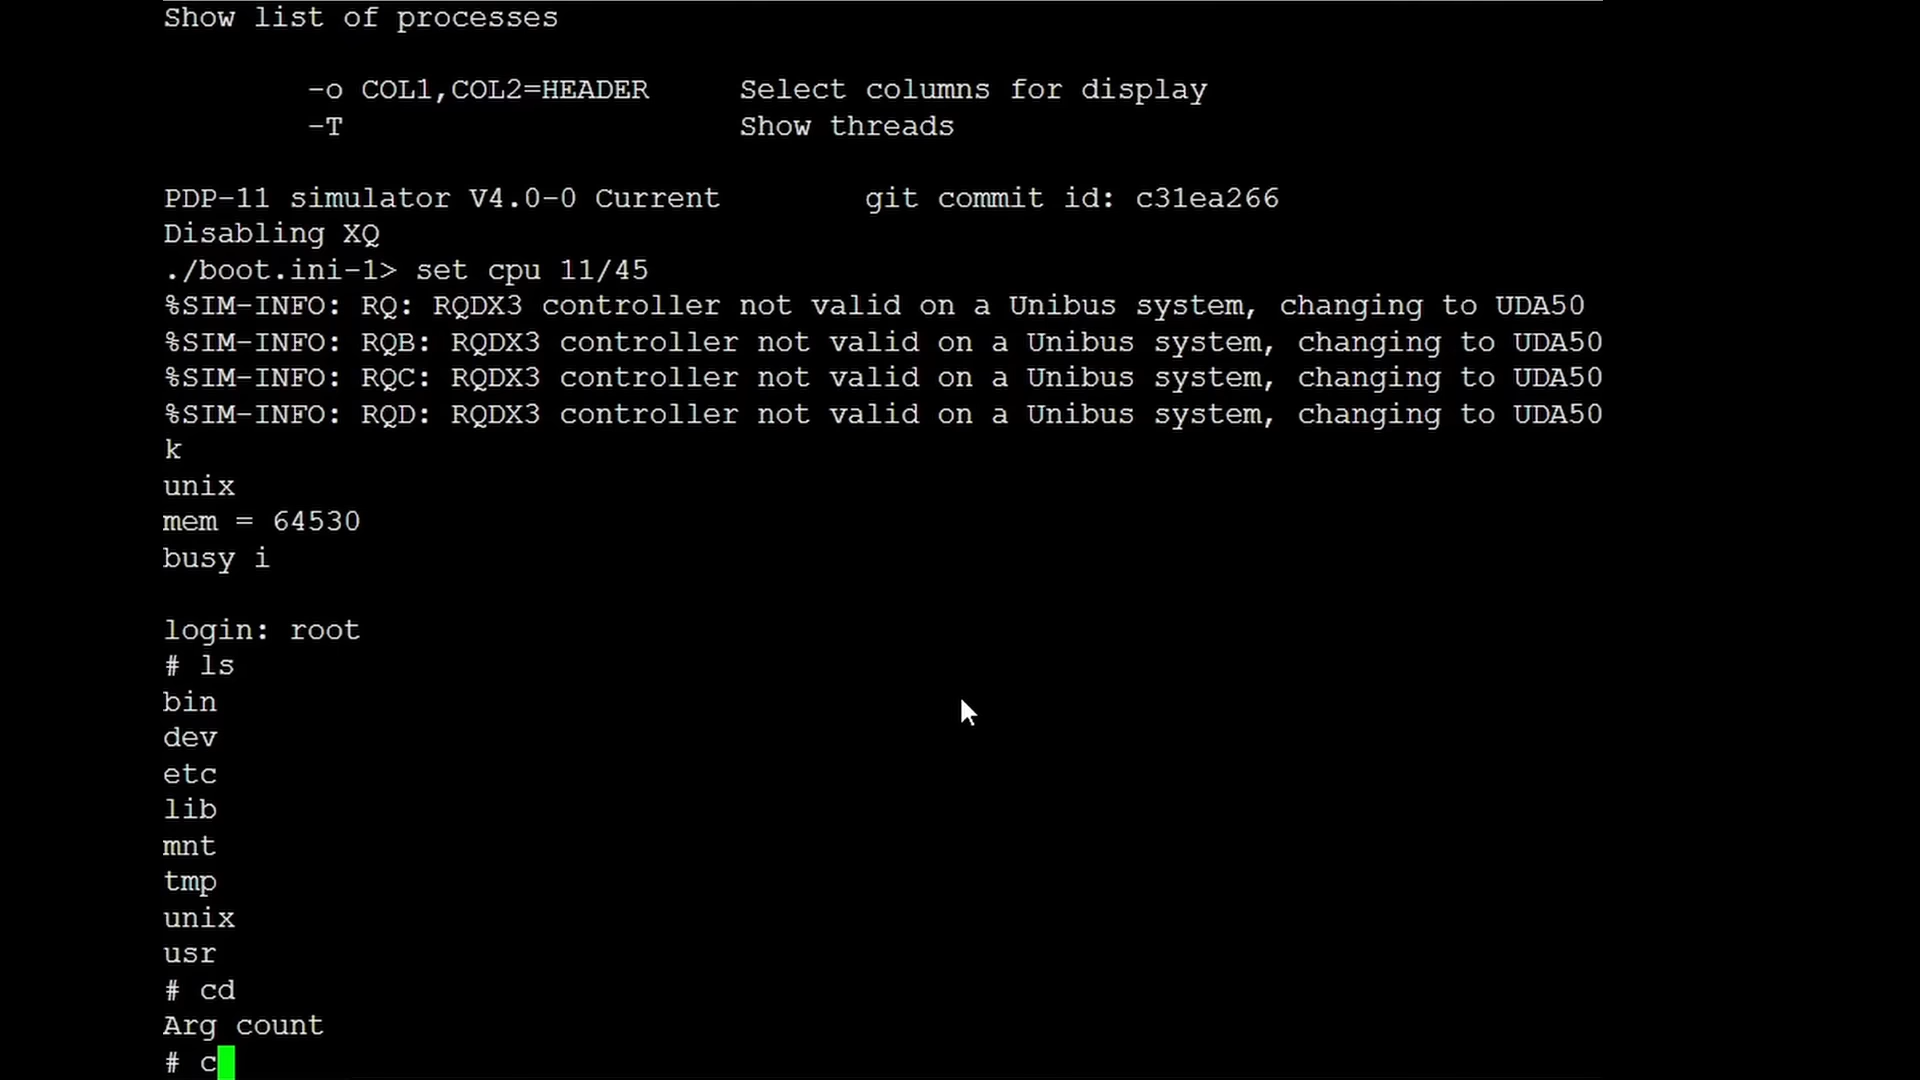 Show list of processes
-o COL1,COL2=HEADER Select columns for display
-T Show threads
PDP-11 simulator V4.0-0 Current git commit id: c31ea266
Disabling XQ
./boot.ini-1> set cpu 11/45
%SIM-INFO: RQ: RQDX3 controller not valid on a Unibus system, changing to UDA50
%SIM-INFO: RQB: RQDX3 controller not valid on a Unibus system, changing to UDA50
%SIM-INFO: RQC: RQDX3 controller not valid on a Unibus system, changing to UDA50
%SIM-INFO: RQD: RQDX3 controller not valid on a Unibus system, changing to UDA50
k
unix
mem = 64530
busy i
login: root
# ls
bin
dev
etc
lib
mnt
tmp
unix
usr
# cd
Arg count
# c